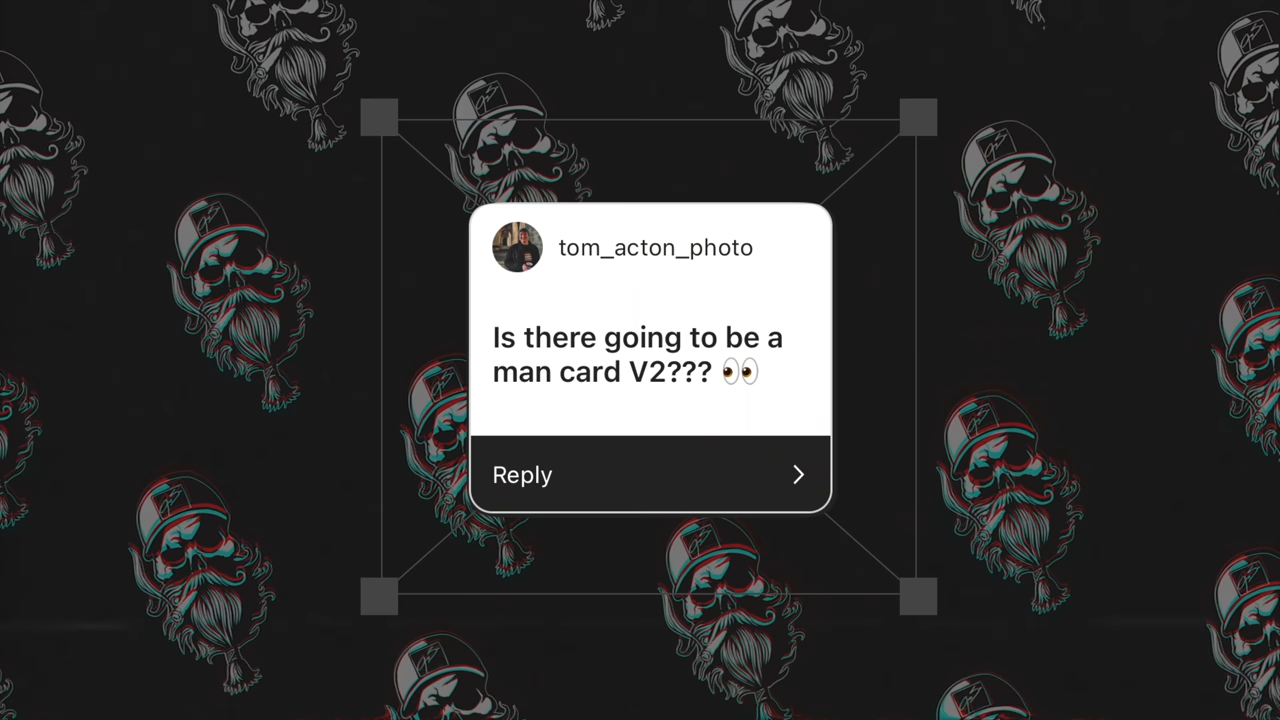 tom_acton_photo
Is there going to be a
man card V2??? 👀
Reply